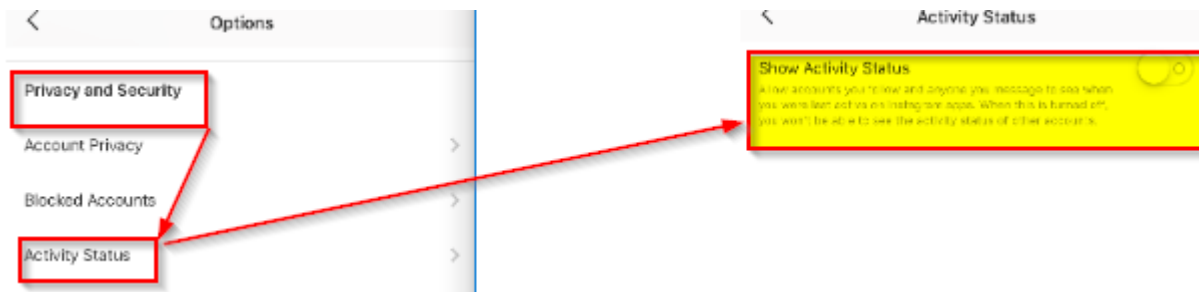 Options
Privacy and Security
Account Privacy
Blocked Accounts
Activity Status
Activity Status
Show Activity Status
Allow accounts you follow and anyone you message to see when
you were last active on Instagram apps. When this is turned off,
you won't be able to see the activity status of other accounts.